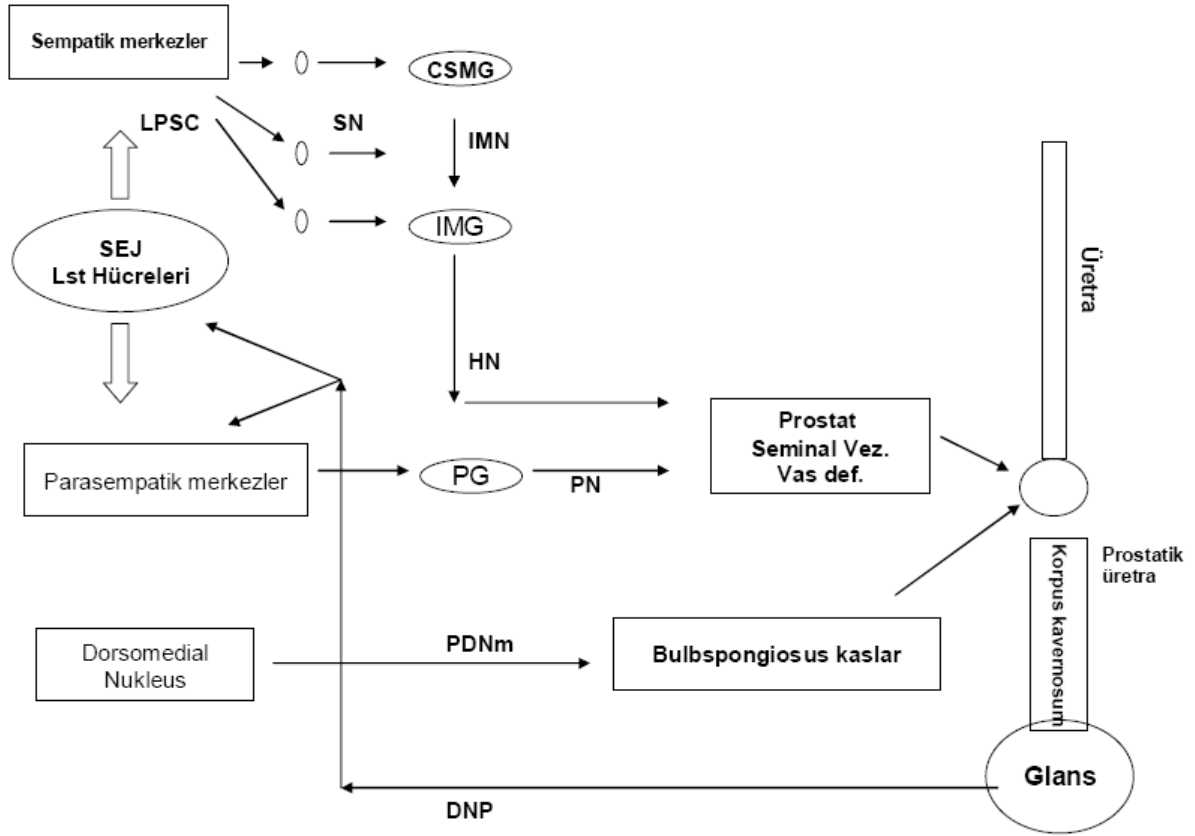 Sempatik merkezler
CSMG
LPSC
SN
IMN
IMG
SEJ
Lst Hücreleri
Üretra
HN
Prostat
Seminal Vez.
Vas def.
Parasempatik merkezler
PG
PN
Korpus kavernosum
Prostatik
üretra
Dorsomedial
Nukleus
PDNm
Bulbspongiosus kaslar
Glans
DNP